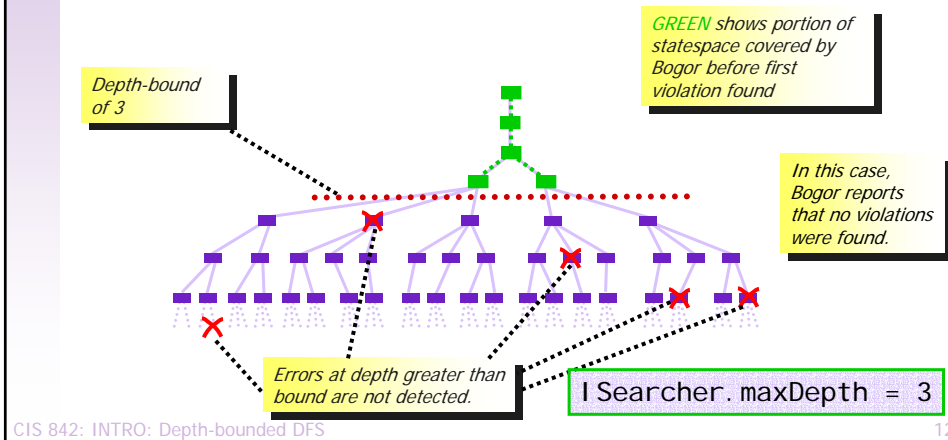 GREEN shows portion of
statespace covered by
Bogor before first
violation found
Depth-bound
of 3
In this case,
Bogor reports
that no violations
were found.
Errors at depth greater than
bound are not detected.
ISearcher.maxDepth = 3
CIS 842: INTRO: Depth-bounded DFS